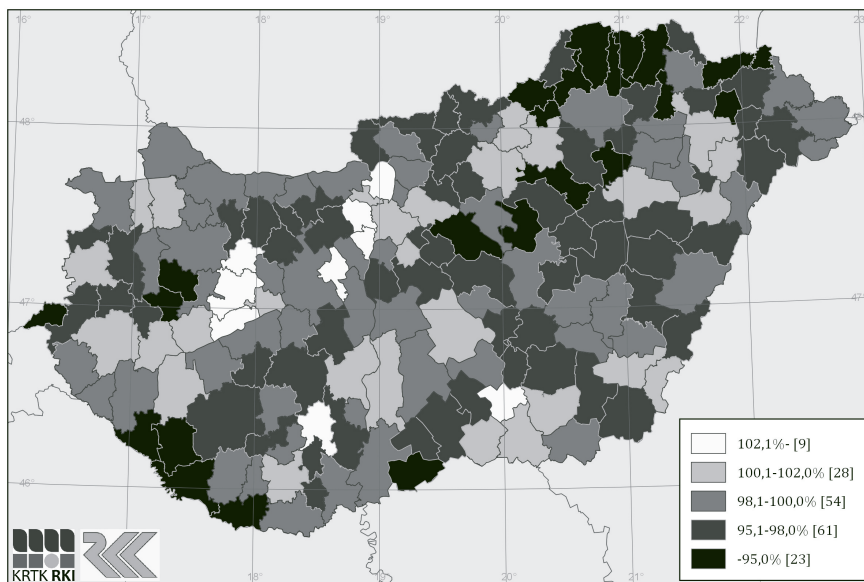 16° 17° 18° 19° 20° 21° 22°
48° 48°
47° 47°
46°
18° 19° 20° 21°
102,1%- [9]
100,1-102,0% [28]
98,1-100,0% [54]
95,1-98,0% [61]
-95,0% [23]
KRTK RKI